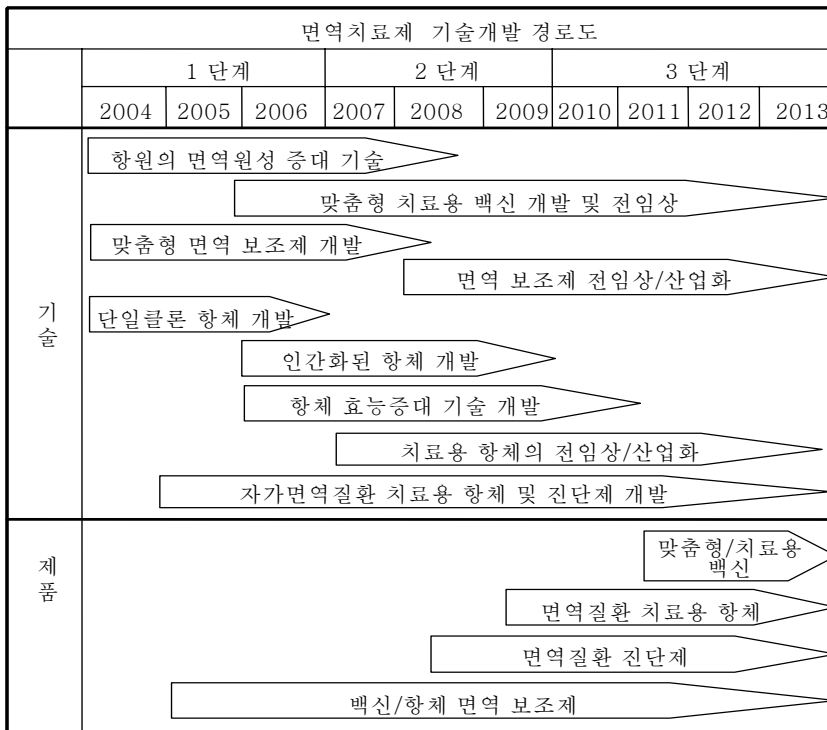 면역치료제 기술개발 경로도
1 단계 2 단계 3 단계
2004 2005 2006 2007 2008 2009 2010 2011 2012 2013
항원의 면역원성 증대 기술
맞춤형 치료용 백신 개발 및 전임상
맞춤형 면역 보조제 개발
면역 보조제 전임상/산업화
기술
단일클론 항체 개발
인간화된 항체 개발
항체 효능증대 기술 개발
치료용 항체의 전임상/산업화
자가면역질환 치료용 항체 및 진단제 개발
제품
맞춤형/치료용
백신
면역질환 치료용 항체
면역질환 진단제
백신/항체 면역 보조제